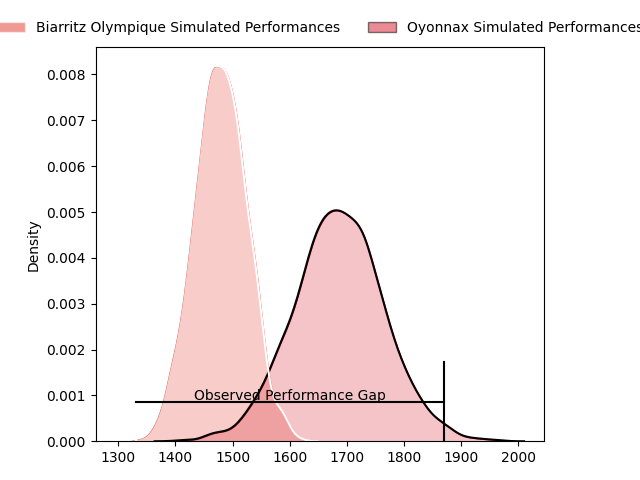 Biarritz Olympique Simulated Performances
Oyonnax Simulated Performances
0.008
0.007
0.006
0.005
0.004
0.003
0.002
0.001
0.000
Density
Observed Performance Gap
1300 1400 1500 1600 1700 1800 1900 2000